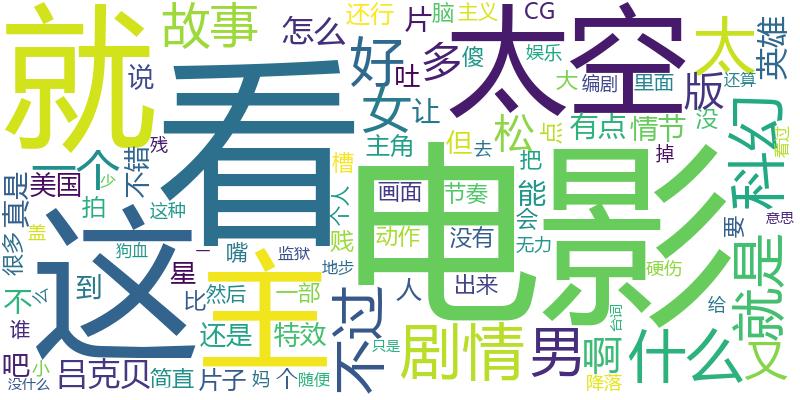 就
故事
怎么
还行
片
脑
主义
CG
太空
太
英雄
看
好
多
吐
傻
娱乐
大
编剧
里面
还算
说
女
让
版
残
不错
一个
松
有点
情节
没
主角
但
去
点
科幻
看过
这
电影
很多
真是
美国
少
拍
这种
个人
槽
画面
节奏
把
能
掉
会
要
意思
盖
狗血
一
嘴
监狱
贱
动作
没有
无力
就是
不
么
到
星
主
地步
人
出来
硬伤
谁
比
然后
一部
不过
给
吧
还是
特效
剧情
男
啊
什么
又
台词
小
没什么
吕克贝
简直
片子
妈
个
随便
只是
降落